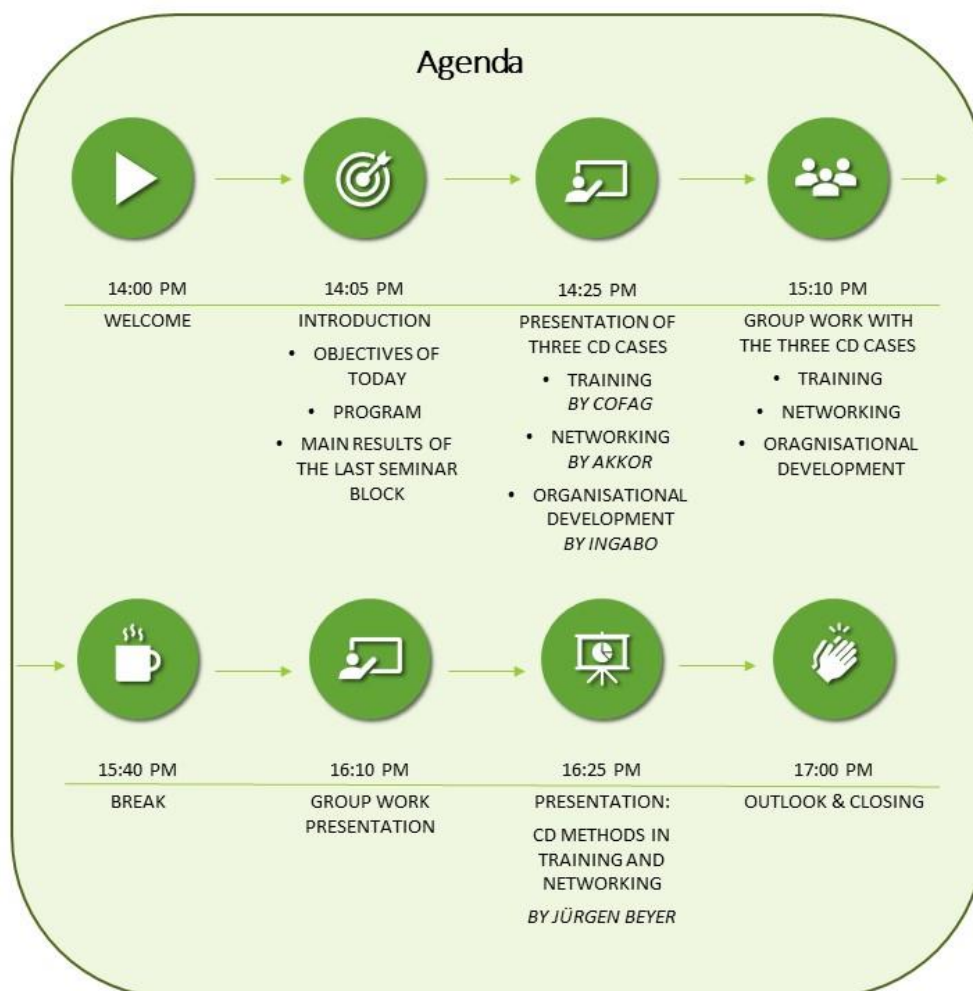 Agenda
14:00 PM
WELCOME
14:05 PM
INTRODUCTION
• OBJECTIVES OF
TODAY
• PROGRAM
• MAIN RESULTS OF
THE LAST SEMINAR
BLOCK
14:25 PM
PRESENTATION OF
THREE CD CASES
• TRAINING
BY COFAG
• NETWORKING
BY AKKOR
• ORGANISATIONAL
DEVELOPMENT
BY INGABO
15:10 PM
GROUP WORK WITH
THE THREE CD CASES
• TRAINING
• NETWORKING
• ORAGNISATIONAL
DEVELOPMENT
15:40 PM
BREAK
16:10 PM
GROUP WORK
PRESENTATION
16:25 PM
PRESENTATION:
CD METHODS IN
TRAINING AND
NETWORKING
BY JÜRGEN BEYER
17:00 PM
OUTLOOK & CLOSING